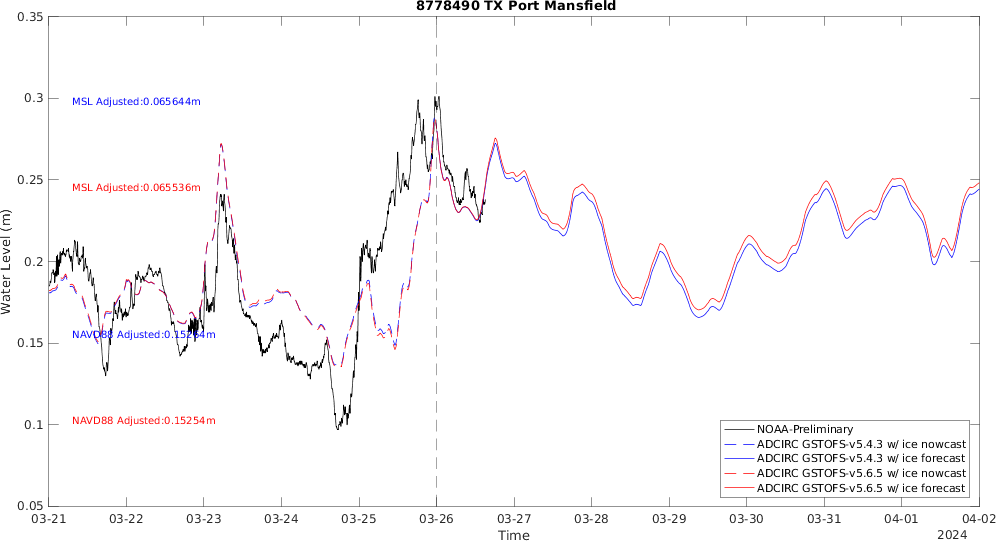 8778490 TX Port Mansfield
0.35
0.3
0.25
0.2
0.15
0.1
0.05
Water Level (m)
MSL Adjusted:0.065644m
MSL Adjusted:0.065536m
NAVD88 Adjusted:0.15264m
NAVD88 Adjusted:0.15254m
NOAA-Preliminary
ADCIRC GSTOFS-v5.4.3 w/ ice nowcast
ADCIRC GSTOFS-v5.4.3 w/ ice forecast
ADCIRC GSTOFS-v5.6.5 w/ ice nowcast
ADCIRC GSTOFS-v5.6.5 w/ ice forecast
03-21 03-22 03-23 03-24 03-25 03-26 03-27 03-28 03-29 03-30 03-31 04-01 04-02
Time
2024